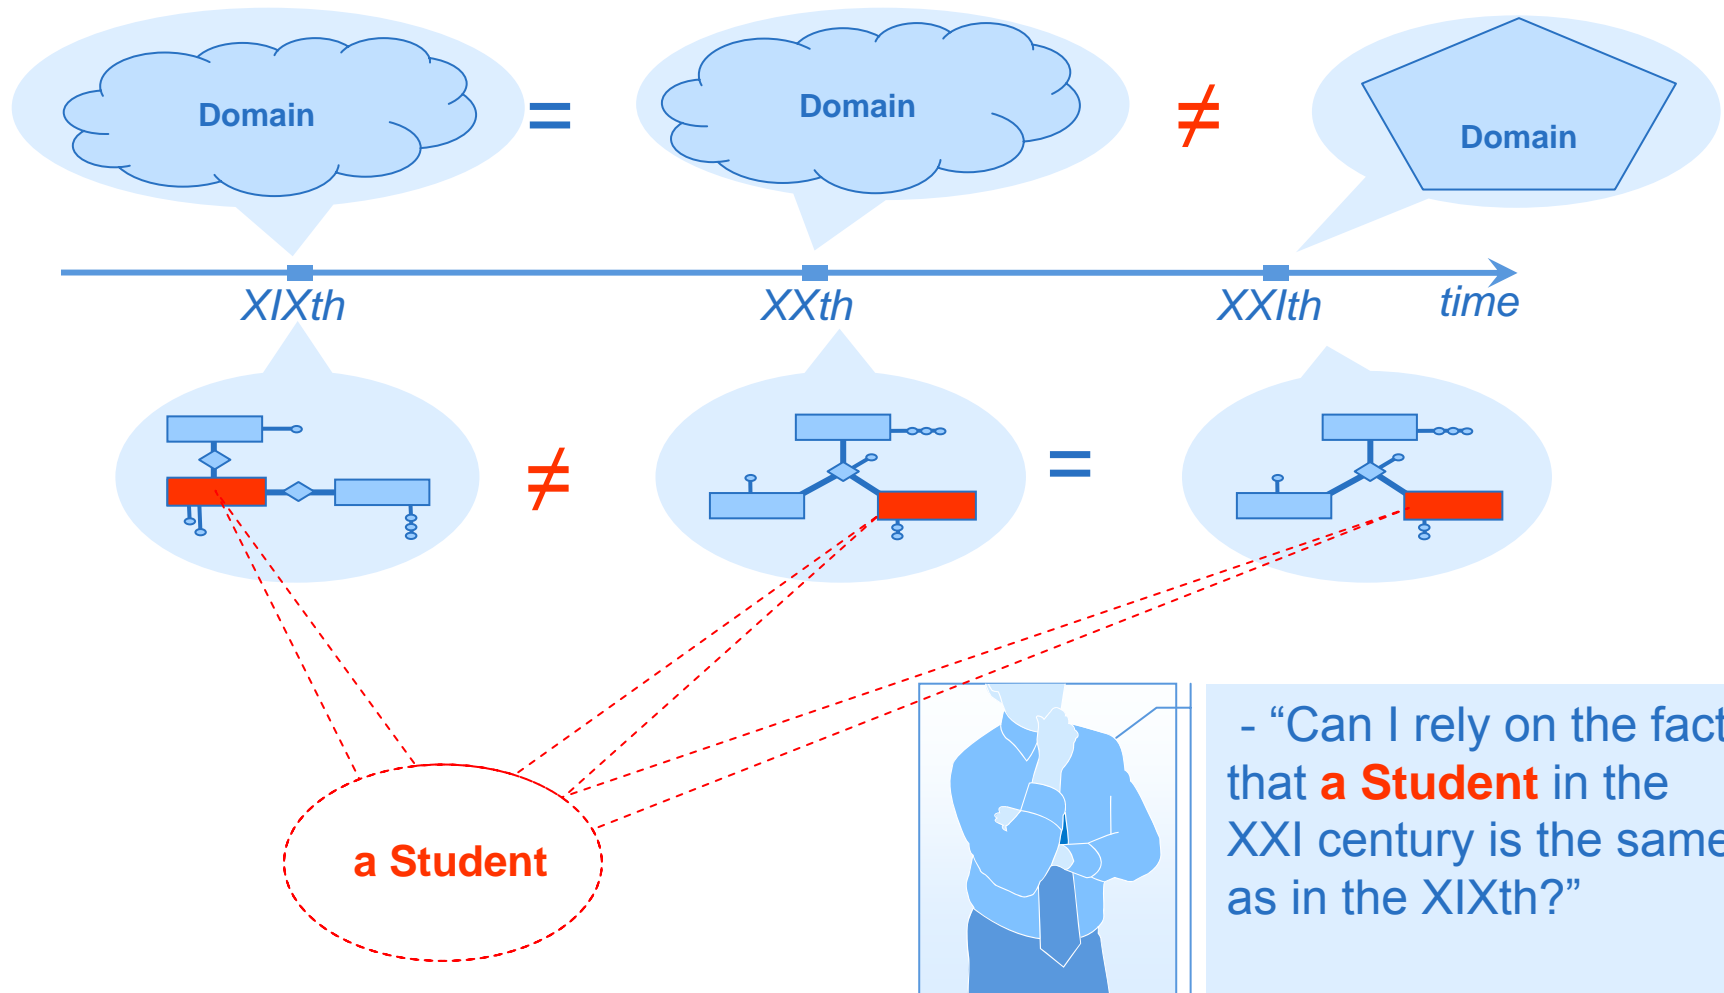 Domain
=
Domain
≠
Domain
XIXth
XXth
XXIth
time
≠
=
a Student
- “Can I rely on the fact
that a Student in the
XXI century is the same
as in the XIXth?”